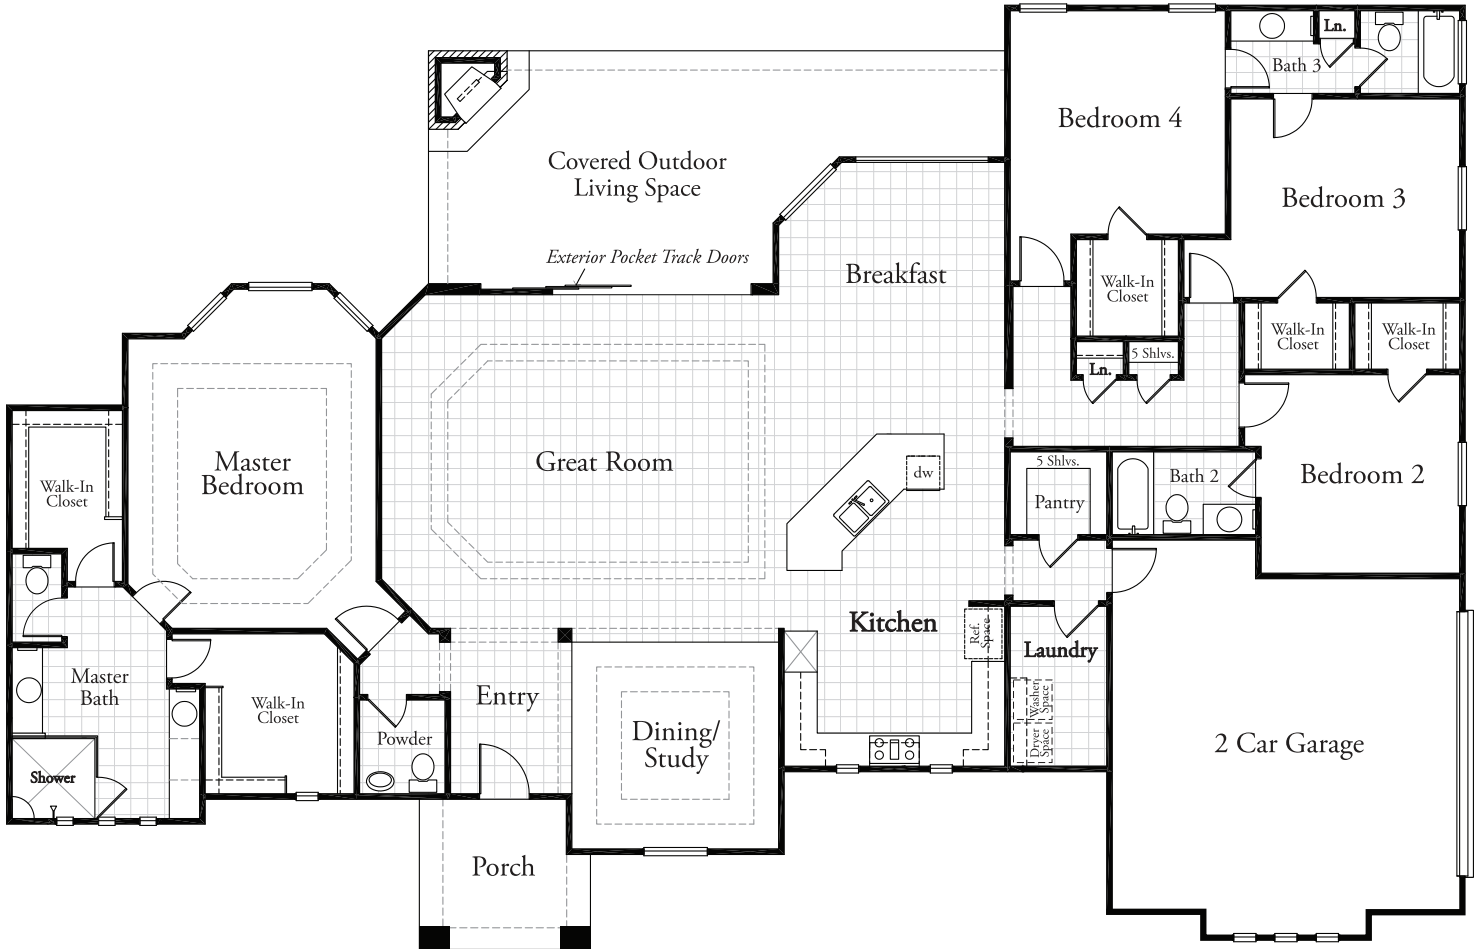 Ln.
Bath 3
Bedroom 4
Covered Outdoor
Living Space
Bedroom 3
Exterior Pocket Track Doors
Breakfast
Walk-In
Closet
Walk-In
Closet
Walk-In
Closet
5 Shlvs.
Ln.
Master
Bedroom
Great Room
dw
5 Shlvs.
Pantry
Bath 2
Bedroom 2
Walk-In
Closet
Kitchen
Ref.
Space
Laundry
Master
Bath
Walk-In
Closet
Entry
Washer
Space
Dining/
Study
Powder
Dryer
Space
2 Car Garage
Shower
Porch